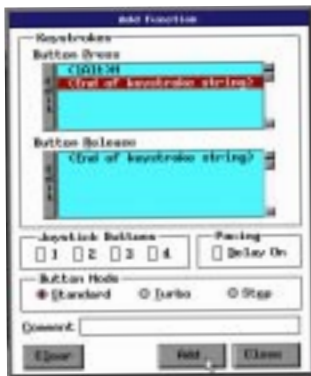 Add Function
Keystrokes
Button Press
(End of keystroke string)
Button Release
(End of keystroke string)
Joystick Buttons
1 2 3 4
Pacing
Delay On
Button Mode
Standard Turbo Step
Comment
Clear Add Close